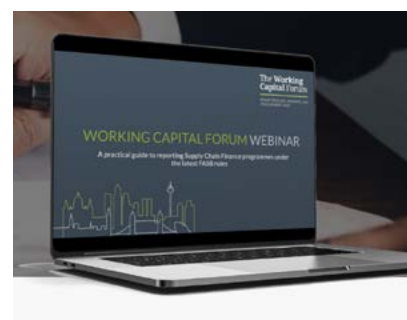 The Working
Capital Forum
WORKING CAPITAL FORUM WEBINAR
A practical guide to reporting Supply Chain Finance programmes under
the latest FASB rules